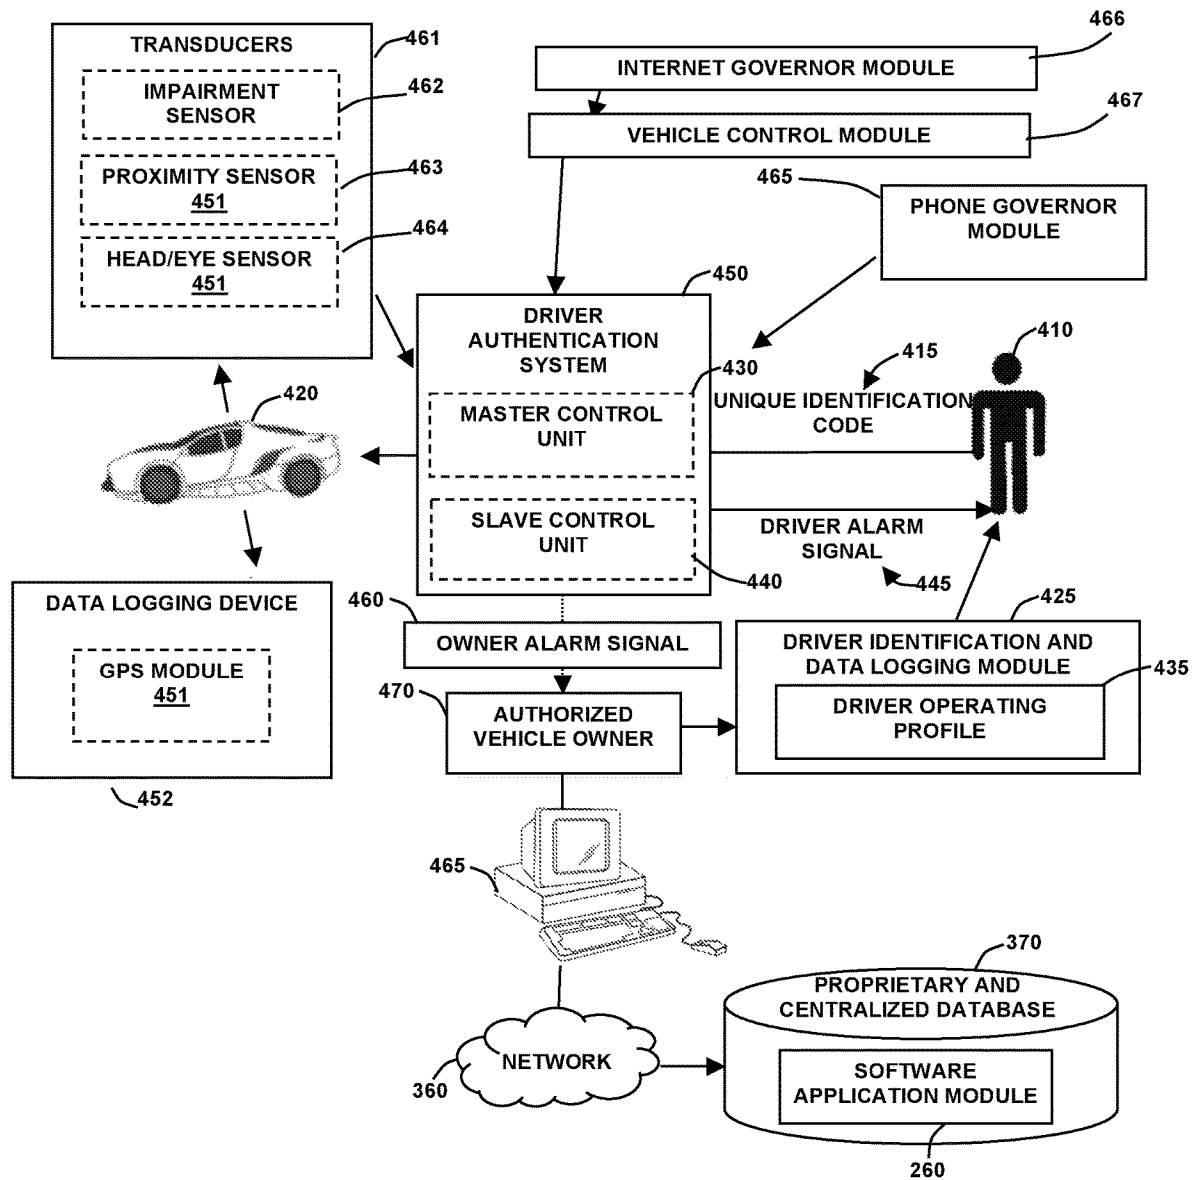 TRANSDUCERS
461
IMPAIRMENT
SENSOR
462
PROXIMITY SENSOR
451
463
HEAD/EYE SENSOR
451
464
INTERNET GOVERNOR MODULE
466
VEHICLE CONTROL MODULE
467
465
PHONE GOVERNOR
MODULE
450
DRIVER
AUTHENTICATION
SYSTEM
430
MASTER CONTROL
UNIT
SLAVE CONTROL
UNIT
440
410
415
UNIQUE IDENTIFICATION
CODE
DRIVER ALARM
SIGNAL
445
420
DATA LOGGING DEVICE
GPS MODULE
451
452
460
OWNER ALARM SIGNAL
470
AUTHORIZED
VEHICLE OWNER
425
DRIVER IDENTIFICATION AND
DATA LOGGING MODULE
435
DRIVER OPERATING
PROFILE
465
NETWORK
360
370
PROPRIETARY AND
CENTRALIZED DATABASE
SOFTWARE
APPLICATION MODULE
260